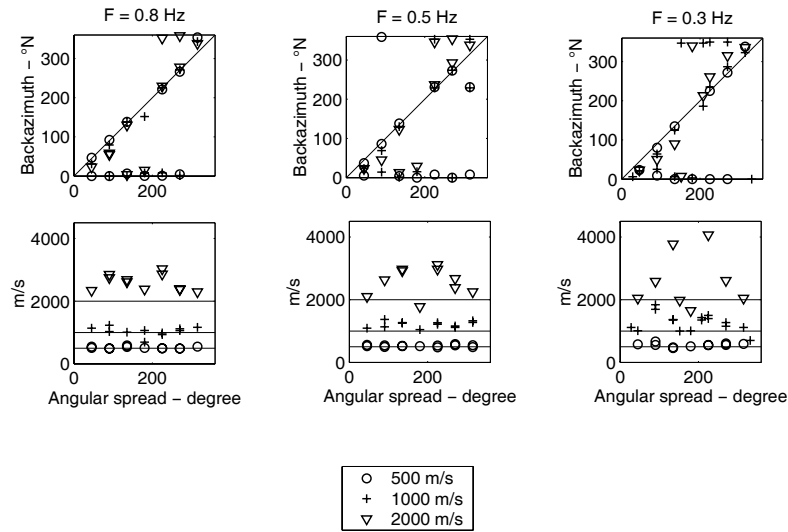 F = 0.8 Hz
F = 0.5 Hz
F = 0.3 Hz
Backazimuth – °N
300
200
100
0
0
200
Backazimuth – °N
300
200
100
0
0
200
Backazimuth – °N
300
200
100
0
0
200
m/s
4000
2000
0
0
200
Angular spread – degree
m/s
4000
2000
0
0
200
Angular spread – degree
m/s
4000
2000
0
0
200
Angular spread – degree
500 m/s
1000 m/s
2000 m/s